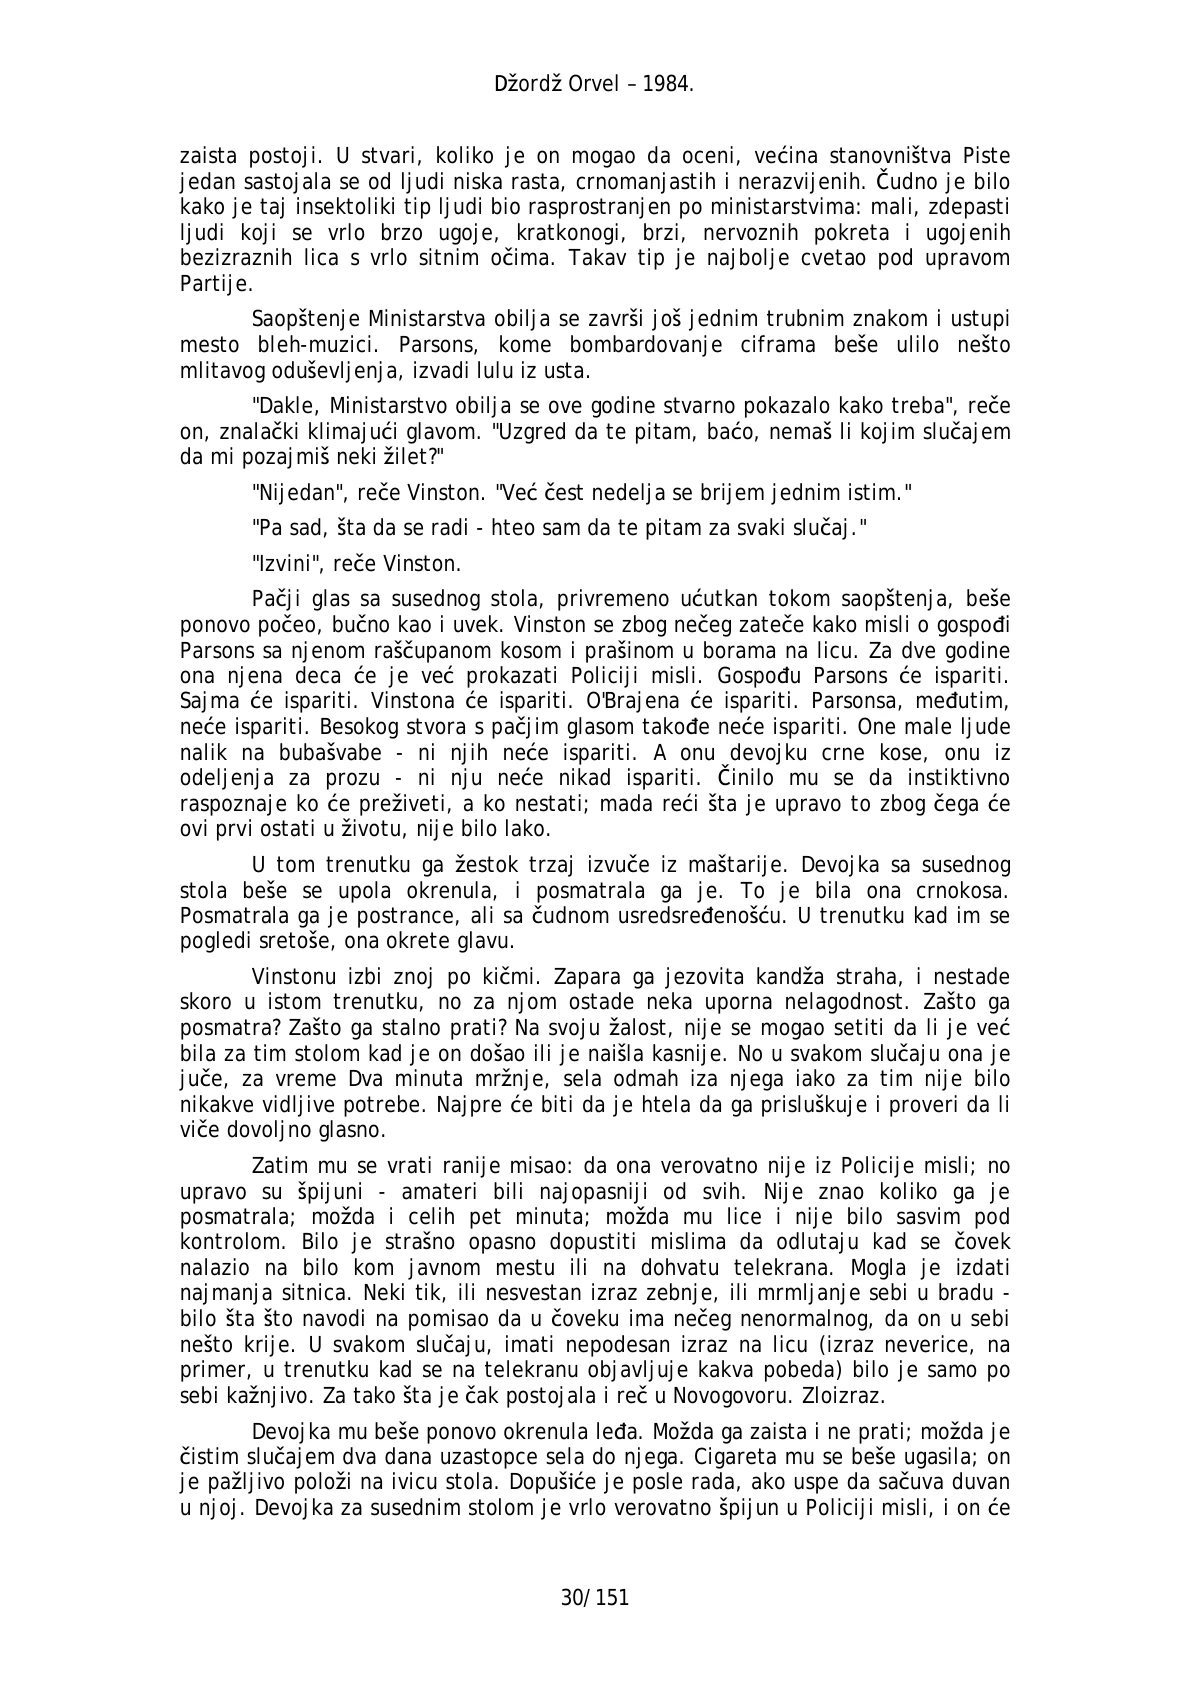 Džordž Orvel – 1984.
zaista postoji. U stvari, koliko je on mogao da oceni, većina stanovništva Piste
jedan sastojala se od ljudi niska rasta, crnomanjastih i nerazvijenih. Čudno je bilo
kako je taj insektoliki tip ljudi bio rasprostranjen po ministarstvima: mali, zdepasti
ljudi koji se vrlo brzo ugoje, kratkonogi, brzi, nervoznih pokreta i ugojenih
bezizraznih lica s vrlo sitnim očima. Takav tip je najbolje cvetao pod upravom
Partije.
Saopštenje Ministarstva obilja se završi još jednim trubnim znakom i ustupi
mesto bleh-muzici. Parsons, kome bombardovanje ciframa beše ulilo nešto
mlitavog oduševljenja, izvadi lulu iz usta.
"Dakle, Ministarstvo obilja se ove godine stvarno pokazalo kako treba", reče
on, znalački klimajući glavom. "Uzgred da te pitam, baćo, nemaš li kojim slučajem
da mi pozajmiš neki žilet?"
"Nijedan", reče Vinston. "Već čest nedelja se brijem jednim istim."
"Pa sad, šta da se radi - hteo sam da te pitam za svaki slučaj."
"Izvini", reče Vinston.
Pačji glas sa susednog stola, privremeno ućutkan tokom saopštenja, beše
ponovo počeo, bučno kao i uvek. Vinston se zbog nečeg zateče kako misli o gospođi
Parsons sa njenom raščupanom kosom i prašinom u borama na licu. Za dve godine
ona njena deca će je već prokazati Policiji misli. Gospođu Parsons će ispariti.
Sajma će ispariti. Vinstona će ispariti. O'Brajena će ispariti. Parsonsa, međutim,
neće ispariti. Besokog stvora s pačjim glasom takođe neće ispariti. One male ljude
nalik na bubašvabe - ni njih neće ispariti. A onu devojku crne kose, onu iz
odeljenja za prozu - ni nju neće nikad ispariti. Činilo mu se da instiktivno
raspoznaje ko će preživeti, a ko nestati; mada reći šta je upravo to zbog čega će
ovi prvi ostati u životu, nije bilo lako.
U tom trenutku ga žestok trzaj izvuče iz maštarije. Devojka sa susednog
stola beše se upola okrenula, i posmatrala ga je. To je bila ona crnokosa.
Posmatrala ga je postrance, ali sa čudnom usredsređenošću. U trenutku kad im se
pogledi sretoše, ona okrete glavu.
Vinstonu izbi znoj po kičmi. Zapara ga jezovita kandža straha, i nestade
skoro u istom trenutku, no za njom ostade neka uporna nelagodnost. Zašto ga
posmatra? Zašto ga stalno prati? Na svoju žalost, nije se mogao setiti da li je već
bila za tim stolom kad je on došao ili je naišla kasnije. No u svakom slučaju ona je
juče, za vreme Dva minuta mržnje, sela odmah iza njega iako za tim nije bilo
nikakve vidljive potrebe. Najpre će biti da je htela da ga prisluškuje i proveri da li
viče dovoljno glasno.
Zatim mu se vrati ranije misao: da ona verovatno nije iz Policije misli; no
upravo su špijuni - amateri bili najopasniji od svih. Nije znao koliko ga je
posmatrala; možda i celih pet minuta; možda mu lice i nije bilo sasvim pod
kontrolom. Bilo je strašno opasno dopustiti mislima da odlutaju kad se čovek
nalazio na bilo kom javnom mestu ili na dohvatu telekrana. Mogla je izdati
najmanja sitnica. Neki tik, ili nesvestan izraz zebnje, ili mrmljanje sebi u bradu -
bilo šta što navodi na pomisao da u čoveku ima nečeg nenormalnog, da on u sebi
nešto krije. U svakom slučaju, imati nepodesan izraz na licu (izraz neverice, na
primer, u trenutku kad se na telekranu objavljuje kakva pobeda) bilo je samo po
sebi kažnjivo. Za tako šta je čak postojala i reč u Novogovoru. Zloizraz.
Devojka mu beše ponovo okrenula leđa. Možda ga zaista i ne prati; možda je
čistim slučajem dva dana uzastopce sela do njega. Cigareta mu se beše ugasila; on
je pažljivo položi na ivicu stola. Dopušiće je posle rada, ako uspe da sačuva duvan
u njoj. Devojka za susednim stolom je vrlo verovatno špijun u Policiji misli, i on će
30/151